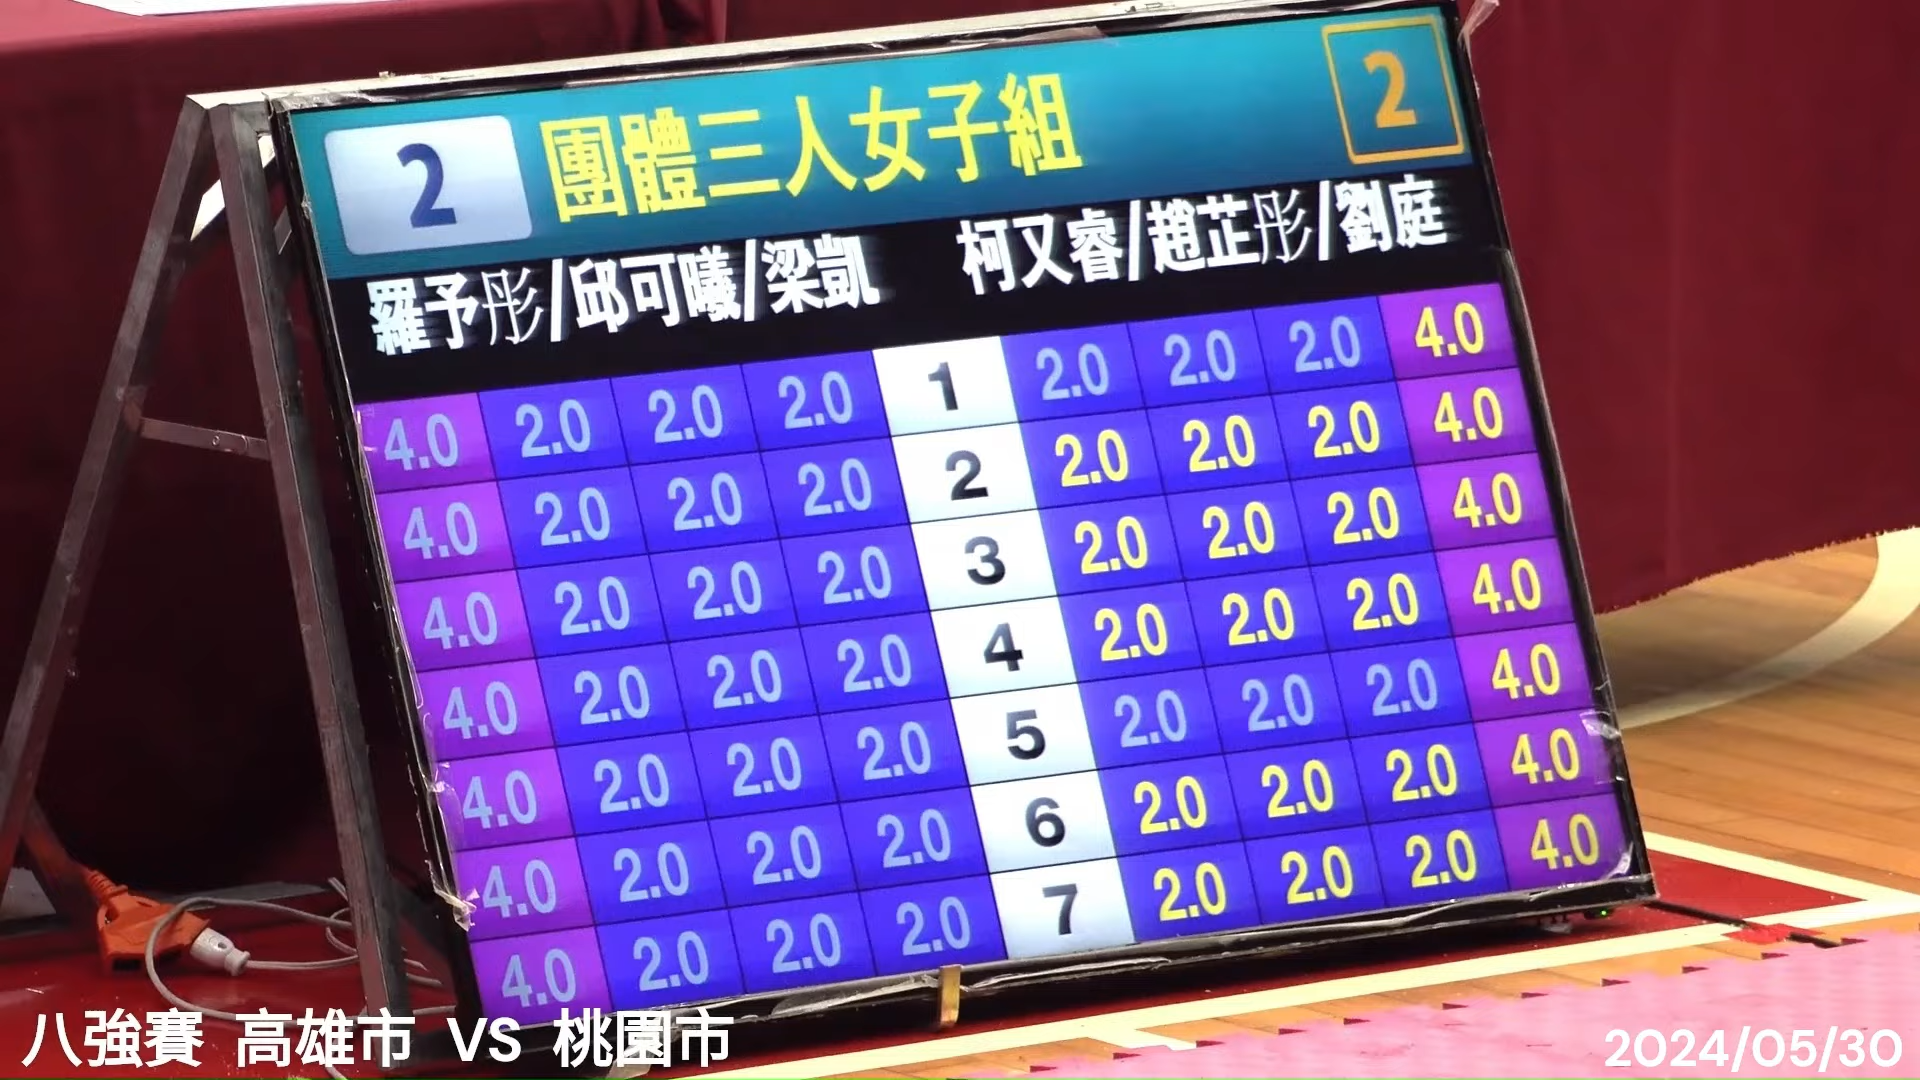 2 團體三人女子組 2
羅予彤/邱可曦/梁凱 柯又睿/趙芷彤/劉庭
4.0 2.0 2.0 2.0 1 2.0 2.0 2.0 4.0
4.0 2.0 2.0 2.0 2 2.0 2.0 2.0 4.0
4.0 2.0 2.0 2.0 3 2.0 2.0 2.0 4.0
4.0 2.0 2.0 2.0 4 2.0 2.0 2.0 4.0
4.0 2.0 2.0 2.0 5 2.0 2.0 2.0 4.0
4.0 2.0 2.0 2.0 6 2.0 2.0 2.0 4.0
4.0 2.0 2.0 2.0 7 2.0 2.0 2.0 4.0
八強賽 高雄市 VS 桃園市
2024/05/30